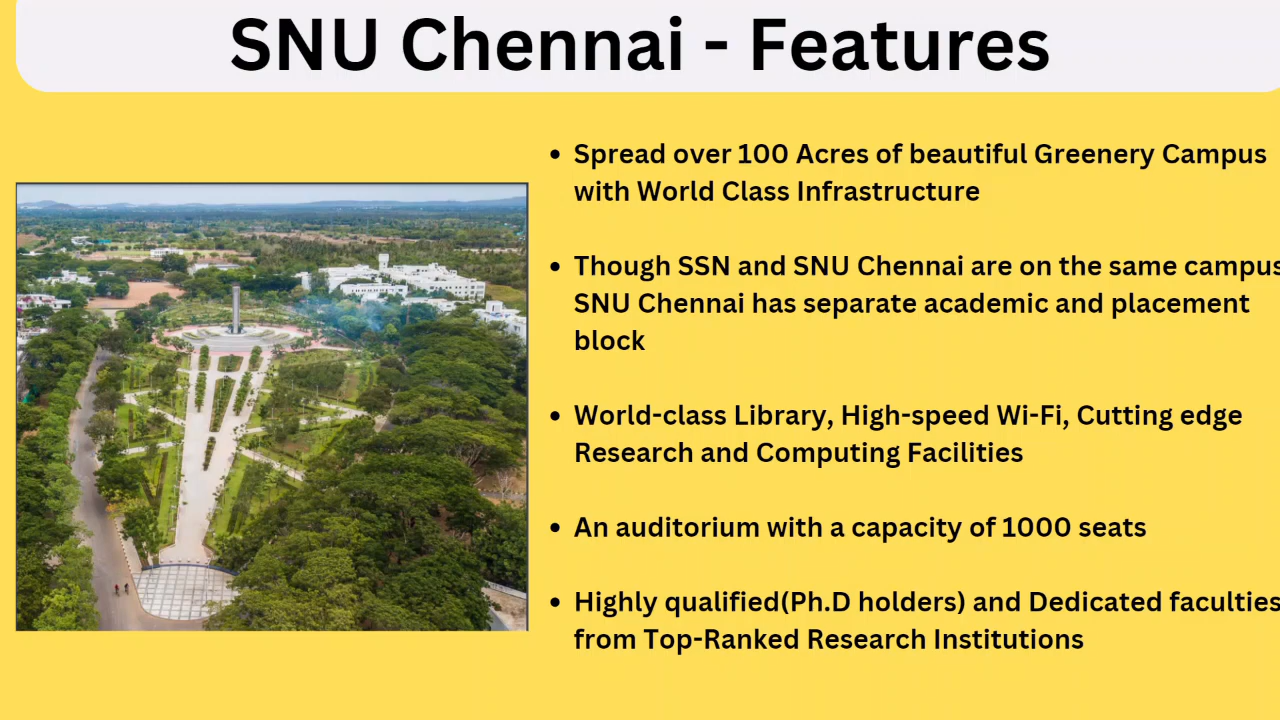 SNU Chennai - Features
• Spread over 100 Acres of beautiful Greenery Campus
with World Class Infrastructure
• Though SSN and SNU Chennai are on the same campus
SNU Chennai has separate academic and placement
block
• World-class Library, High-speed Wi-Fi, Cutting edge
Research and Computing Facilities
• An auditorium with a capacity of 1000 seats
• Highly qualified(Ph.D holders) and Dedicated faculties
from Top-Ranked Research Institutions